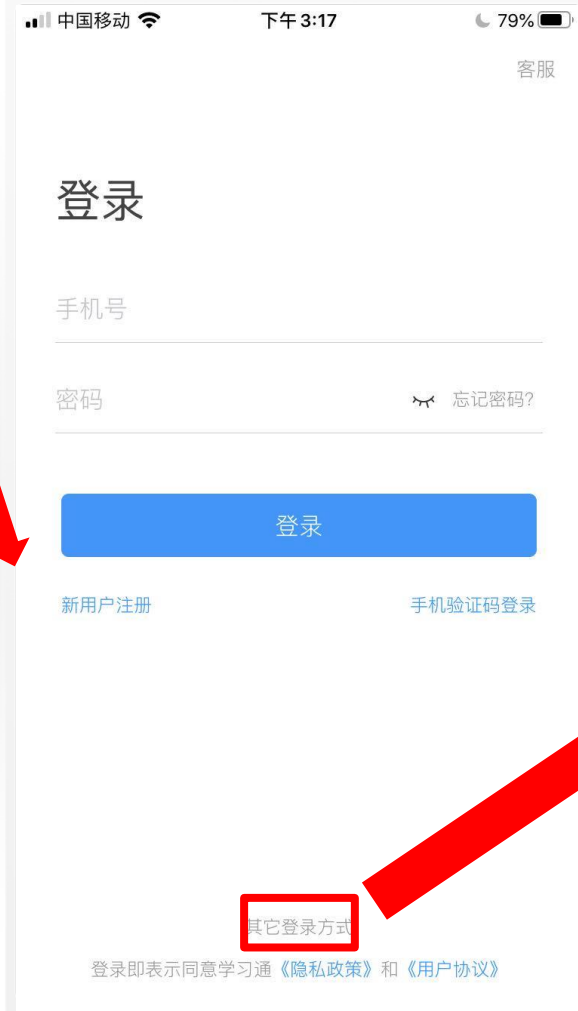 中国移动 下午 3:17 79%
客服
登录
手机号
密码 忘记密码?
登录
新用户注册 手机验证码登录
其它登录方式
登录即表示同意学习通《隐私政策》和《用户协议》